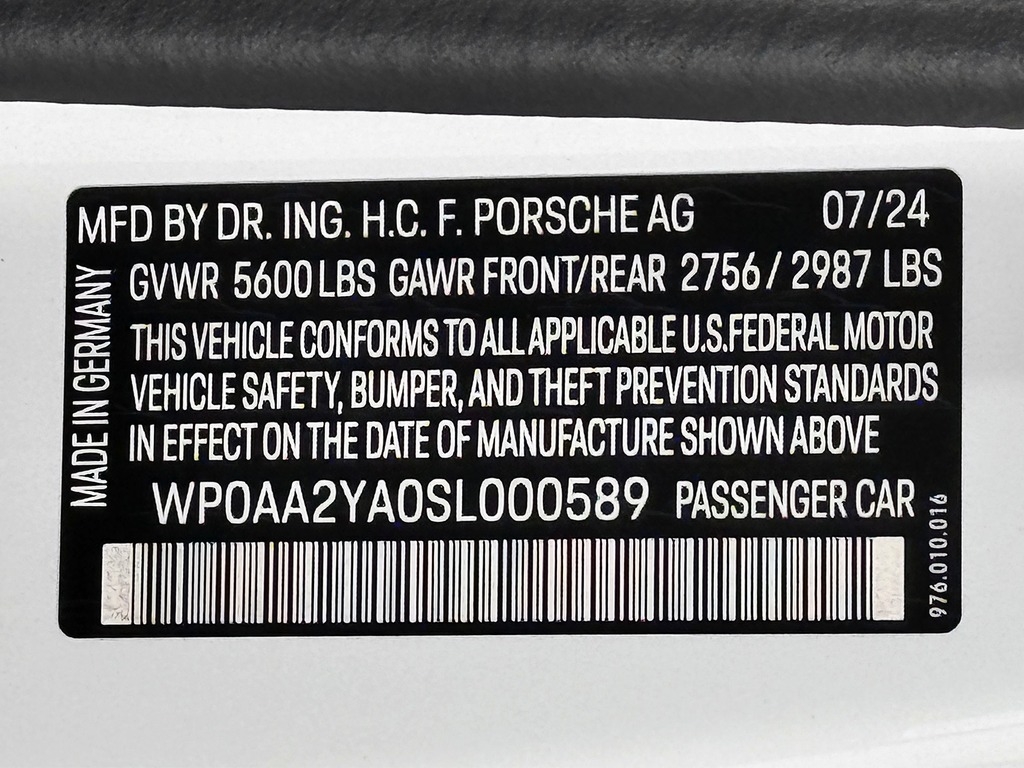 MFD BY DR. ING. H.C. F. PORSCHE AG 07/24
GVWR 5600 LBS GAWR FRONT/REAR 2756 / 2987 LBS
THIS VEHICLE CONFORMS TO ALL APPLICABLE U.S.FEDERAL MOTOR
VEHICLE SAFETY, BUMPER, AND THEFT PREVENTION STANDARDS
IN EFFECT ON THE DATE OF MANUFACTURE SHOWN ABOVE
WP0AA2YA0SL000589 PASSENGER CAR
MADE IN GERMANY
976.010.016